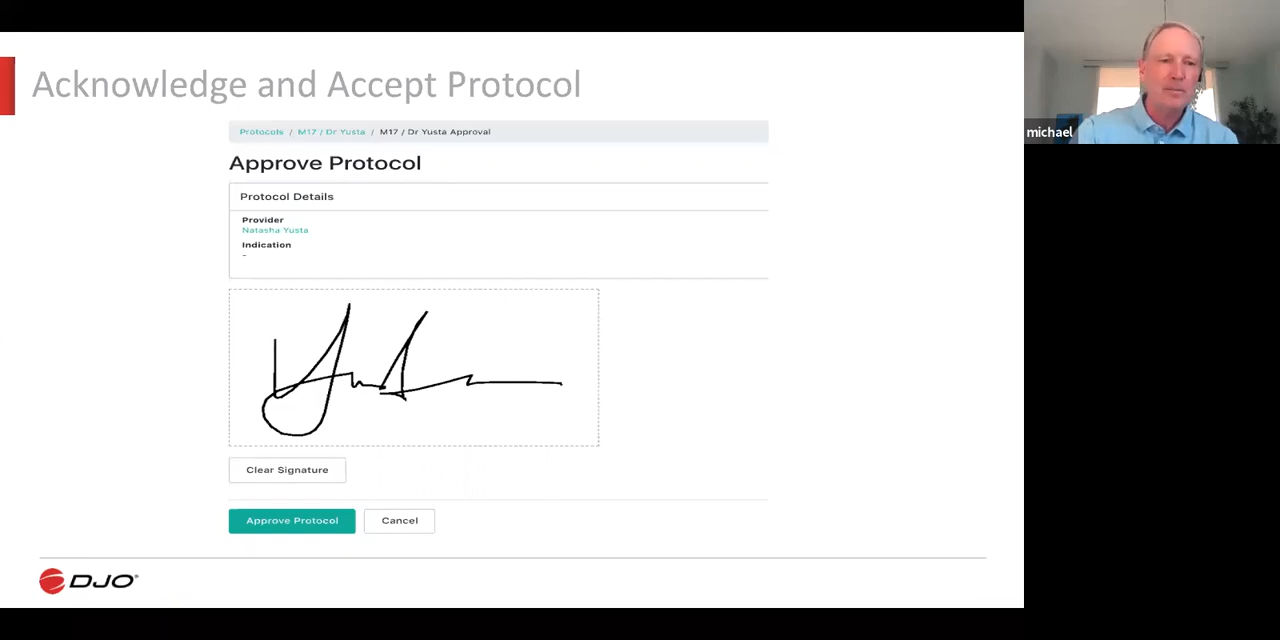 Acknowledge and Accept Protocol
michael
Protocols / M17 / Dr Yusta / M17 / Dr Yusta Approval
Approve Protocol
Protocol Details
Provider
Natasha Yusta
Indication
-
Clear Signature
Approve Protocol Cancel
DJO®